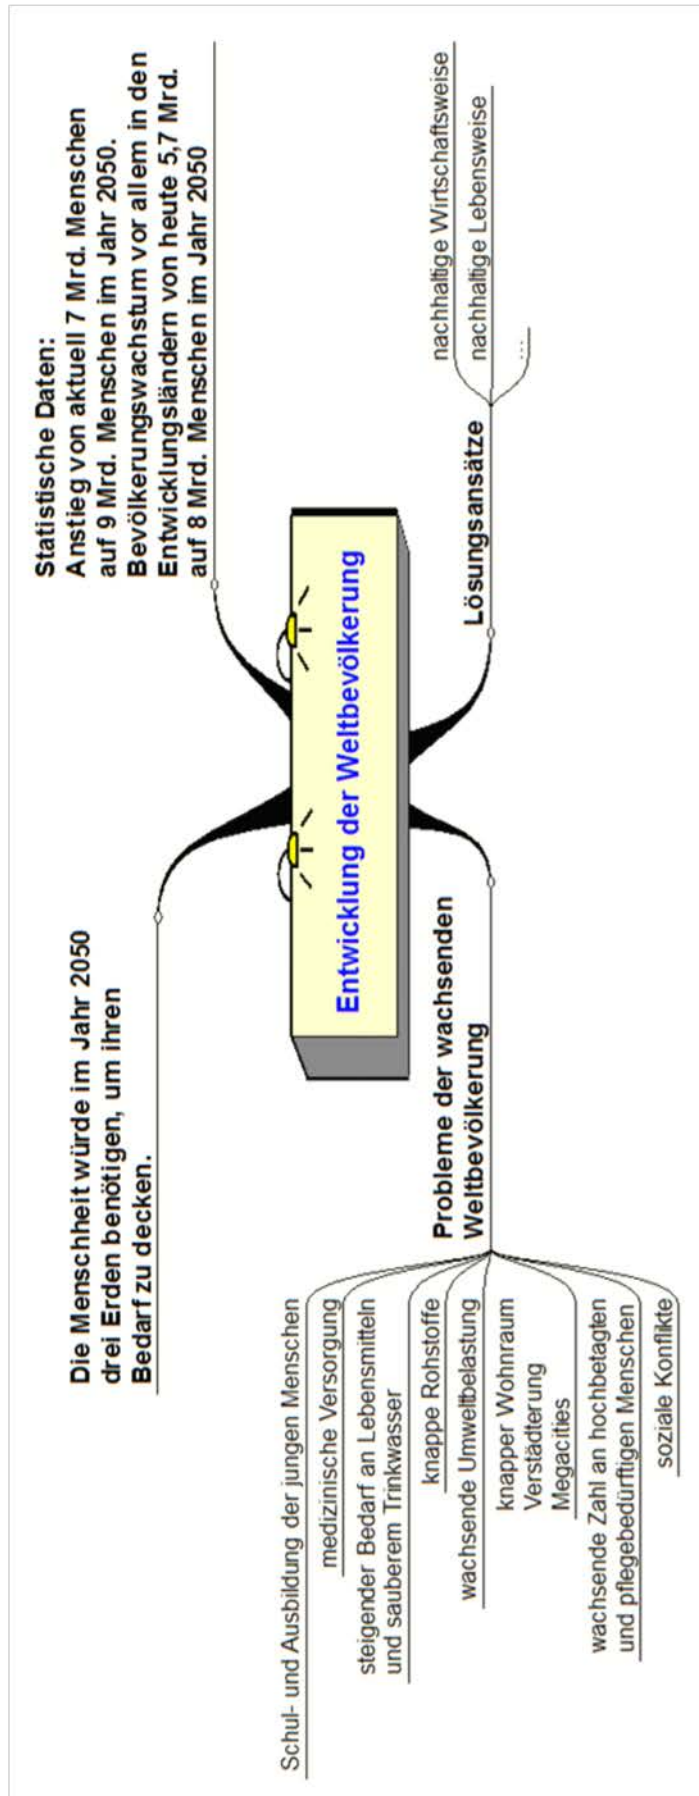 Die Menschheit würde im Jahr 2050
drei Erden benötigen, um ihren
Bedarf zu decken.
Statistische Daten:
Anstieg von aktuell 7 Mrd. Menschen
auf 9 Mrd. Menschen im Jahr 2050.
Bevölkerungswachstum vor allem in den
Entwicklungsländern von heute 5,7 Mrd.
auf 8 Mrd. Menschen im Jahr 2050
Entwicklung der Weltbevölkerung
Probleme der wachsenden
Weltbevölkerung
Schul- und Ausbildung der jungen Menschen
medizinische Versorgung
steigender Bedarf an Lebensmitteln
und sauberem Trinkwasser
knappe Rohstoffe
wachsende Umweltbelastung
knapper Wohnraum
Verstädterung
Megacities
wachsende Zahl an hochbetagten
und pflegebedürftigen Menschen
soziale Konflikte
Lösungsansätze
nachhaltige Wirtschaftsweise
nachhaltige Lebensweise
...